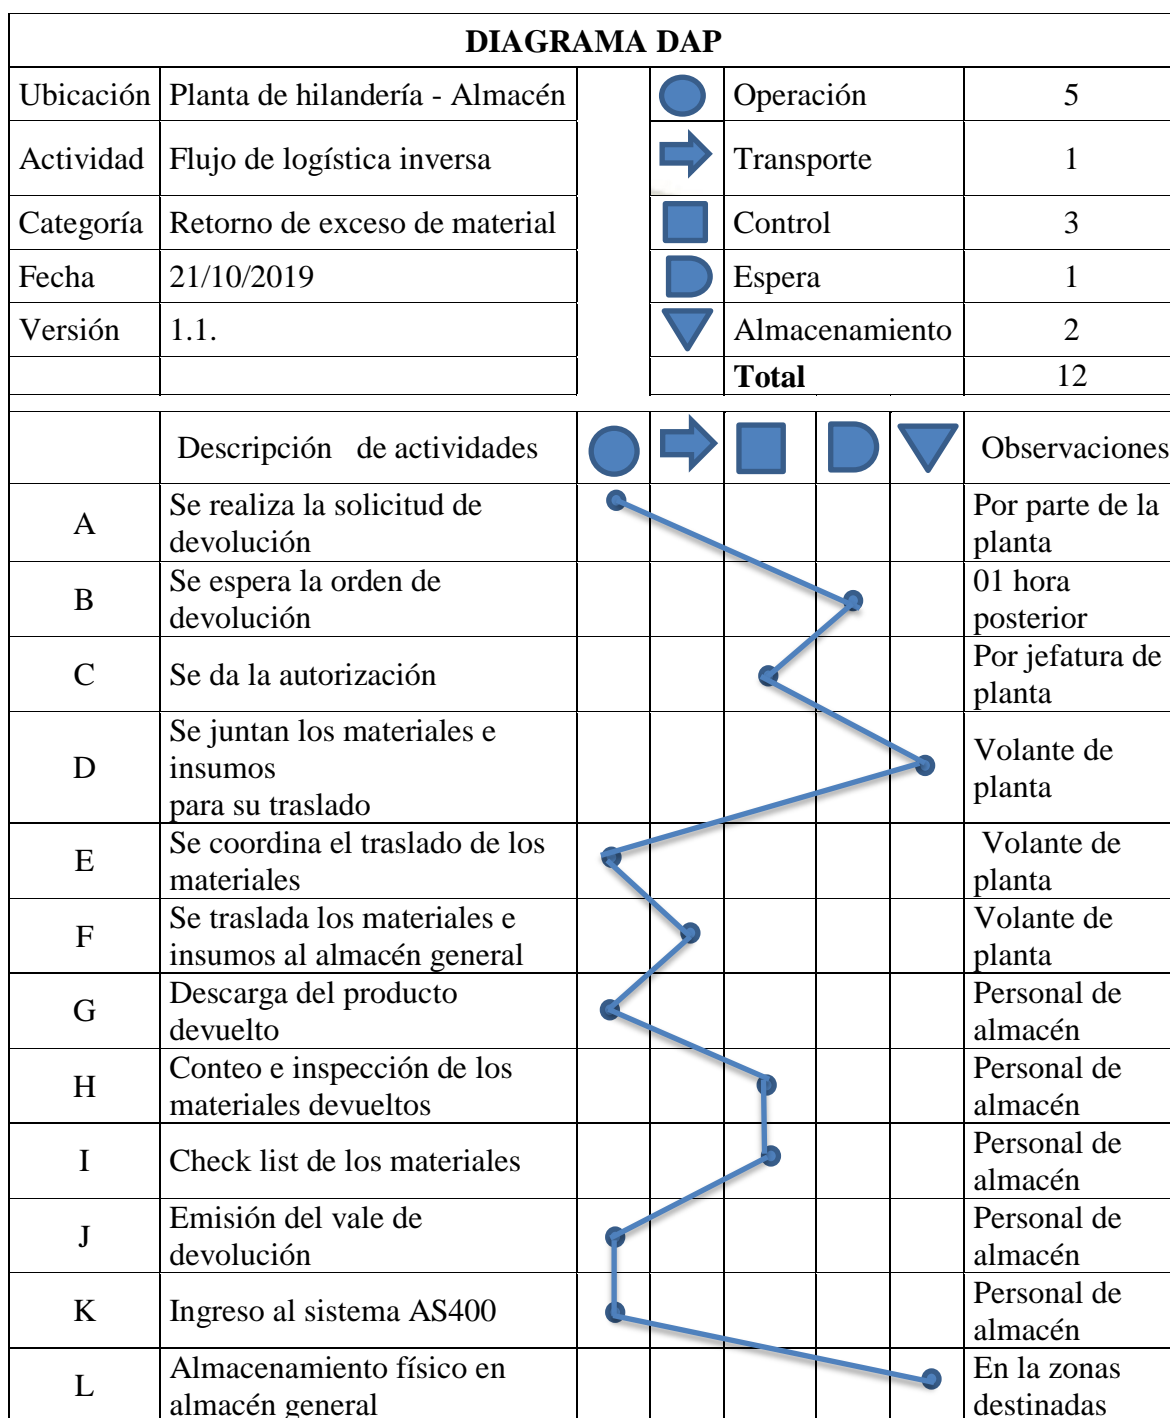 DIAGRAMA DAP
Ubicación Planta de hilandería - Almacén Operación 5
Actividad Flujo de logística inversa Transporte 1
Categoría Retorno de exceso de material Control 3
Fecha 21/10/2019 Espera 1
Versión 1.1. Almacenamiento 2
Total 12
Descripción de actividades Observaciones
A
Se realiza la solicitud de
devolución
Por parte de la
planta
B
Se espera la orden de
devolución
01 hora
posterior
C
Se da la autorización
Por jefatura de
planta
D
Se juntan los materiales e
insumos
para su traslado
Volante de
planta
E
Se coordina el traslado de los
materiales
Volante de
planta
F
Se traslada los materiales e
insumos al almacén general
Volante de
planta
G
Descarga del producto
devuelto
Personal de
almacén
H
Conteo e inspección de los
materiales devueltos
Personal de
almacén
I
Check list de los materiales
Personal de
almacén
J
Emisión del vale de
devolución
Personal de
almacén
K
Ingreso al sistema AS400
Personal de
almacén
L
Almacenamiento físico en
almacén general
En la zonas
destinadas